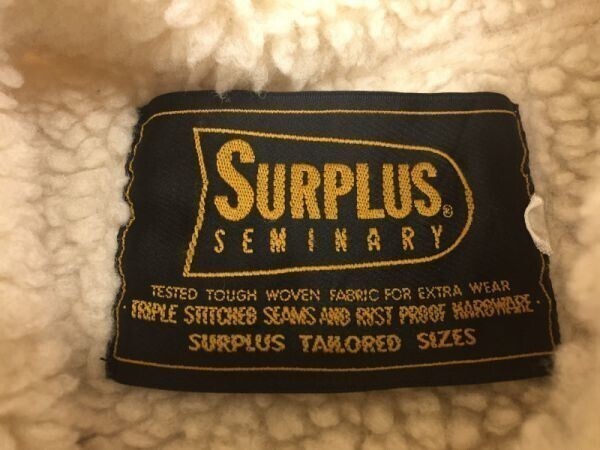 SURPLUS®
SEMINARY
TESTED TOUGH WOVEN FABRIC FOR EXTRA WEAR
· TRIPLE STITCHED SEAMS AND RUST PROOF HARDWARE ·
SURPLUS TAILORED SIZES